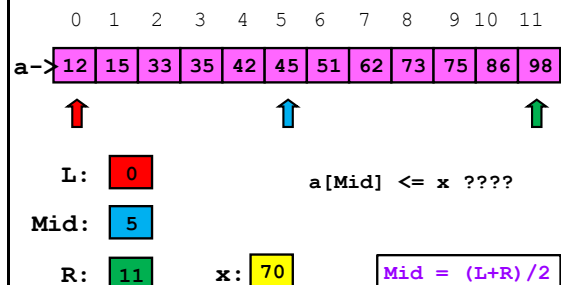 0 1 2 3 4 5 6 7 8 9 10 11
a-> 12 15 33 35 42 45 51 62 73 75 86 98
L: 0 a[Mid] <= x ????
Mid: 5
R: 11 x: 70 Mid = (L+R)/2